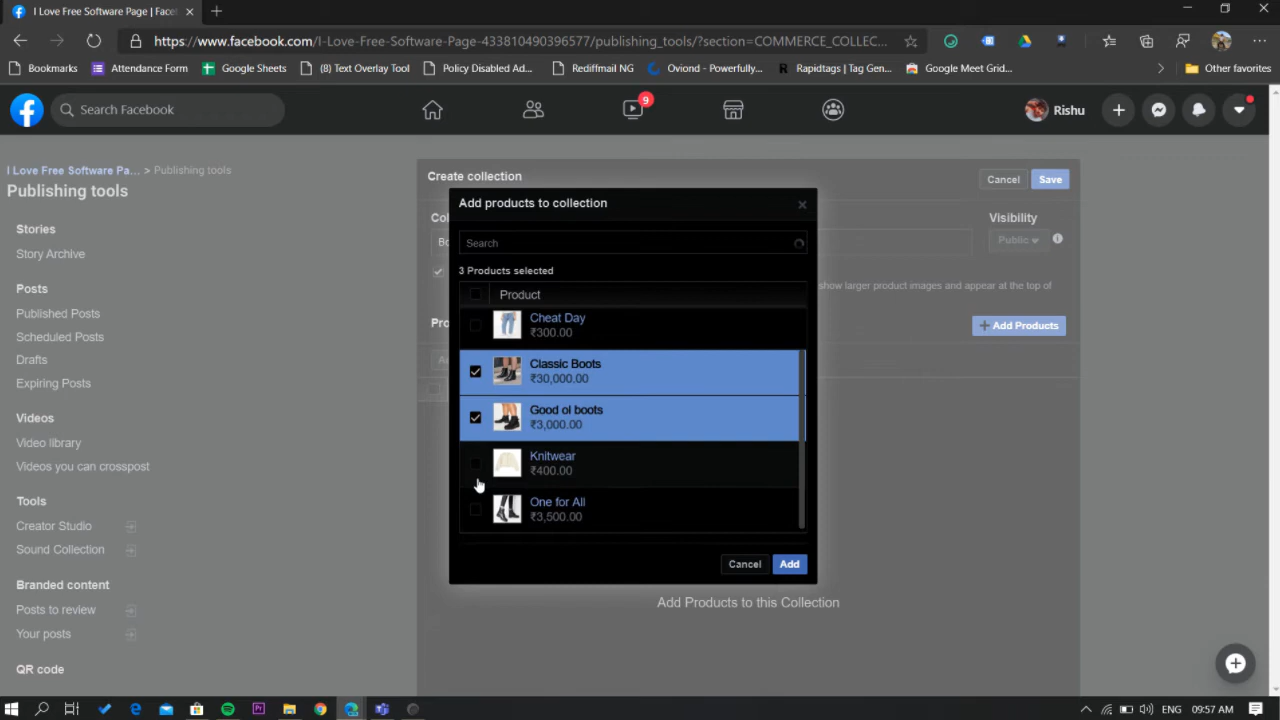 I Love Free Software Page | Face
https://www.facebook.com/I-Love-Free-Software-Page-433810490396577/publishing_tools/?section=COMMERCE_COLLEC...
Bookmarks Attendance Form Google Sheets (8) Text Overlay Tool Policy Disabled Ad... Rediffmail NG Oviond - Powerfully... Rapidtags | Tag Gen... Google Meet Grid... Other favorites
Search Facebook
9
Rishu
I Love Free Software Pa... > Publishing tools
Publishing tools
Stories
Story Archive
Posts
Published Posts
Scheduled Posts
Drafts
Expiring Posts
Videos
Video library
Videos you can crosspost
Tools
Creator Studio
Sound Collection
Branded content
Posts to review
Your posts
QR code
Create collection
Cancel Save
Visibility
Public
show larger product images and appear at the top of
+ Add Products
Add products to collection
Search
3 Products selected
Product
Cheat Day
₹300.00
Classic Boots
₹30,000.00
Good ol boots
₹3,000.00
Knitwear
₹400.00
One for All
₹3,500.00
Cancel Add
Add Products to this Collection
ENG 09:57 AM